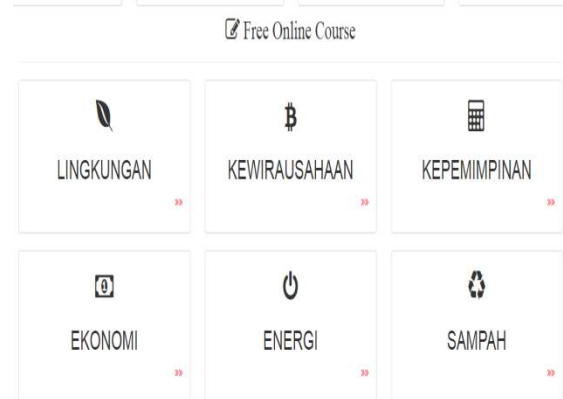 Free Online Course
LINGKUNGAN
KEWIRAUSAHAAN
KEPEMIMPINAN
»
»
»
EKONOMI
ENERGI
SAMPAH
»
»
»